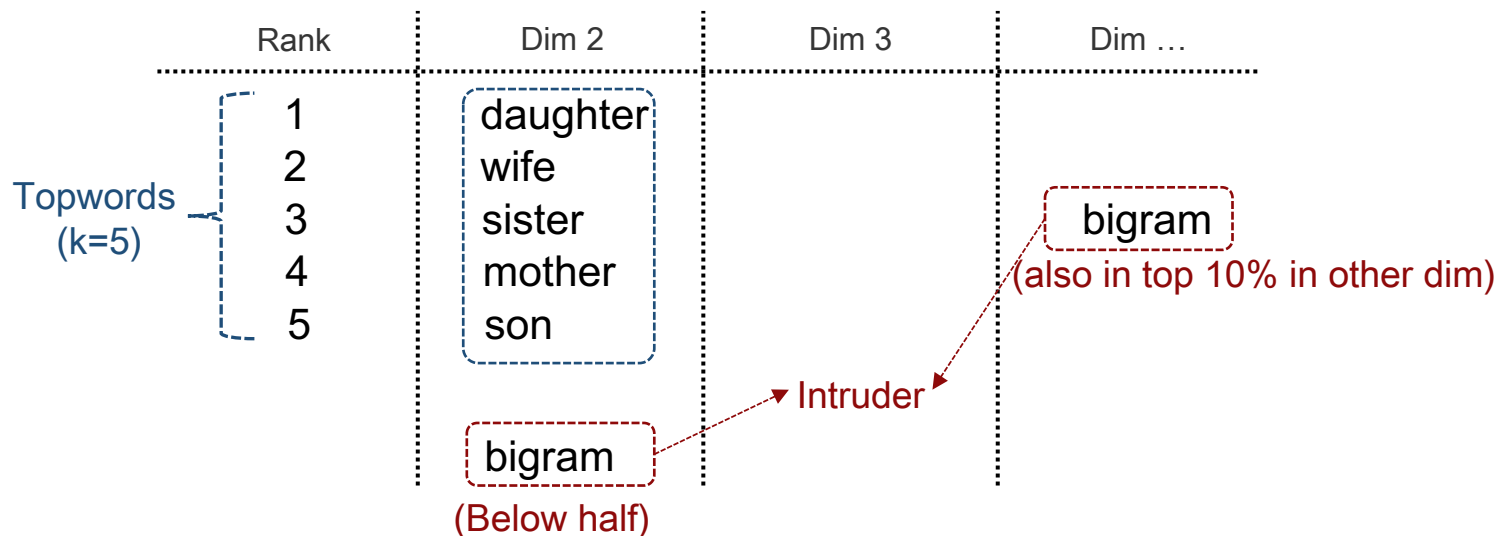 Rank Dim 2 Dim 3 Dim …
1 daughter
2 wife
Topwords 3 sister bigram
(k=5) 4 mother (also in top 10% in other dim)
5 son
Intruder
bigram
(Below half)